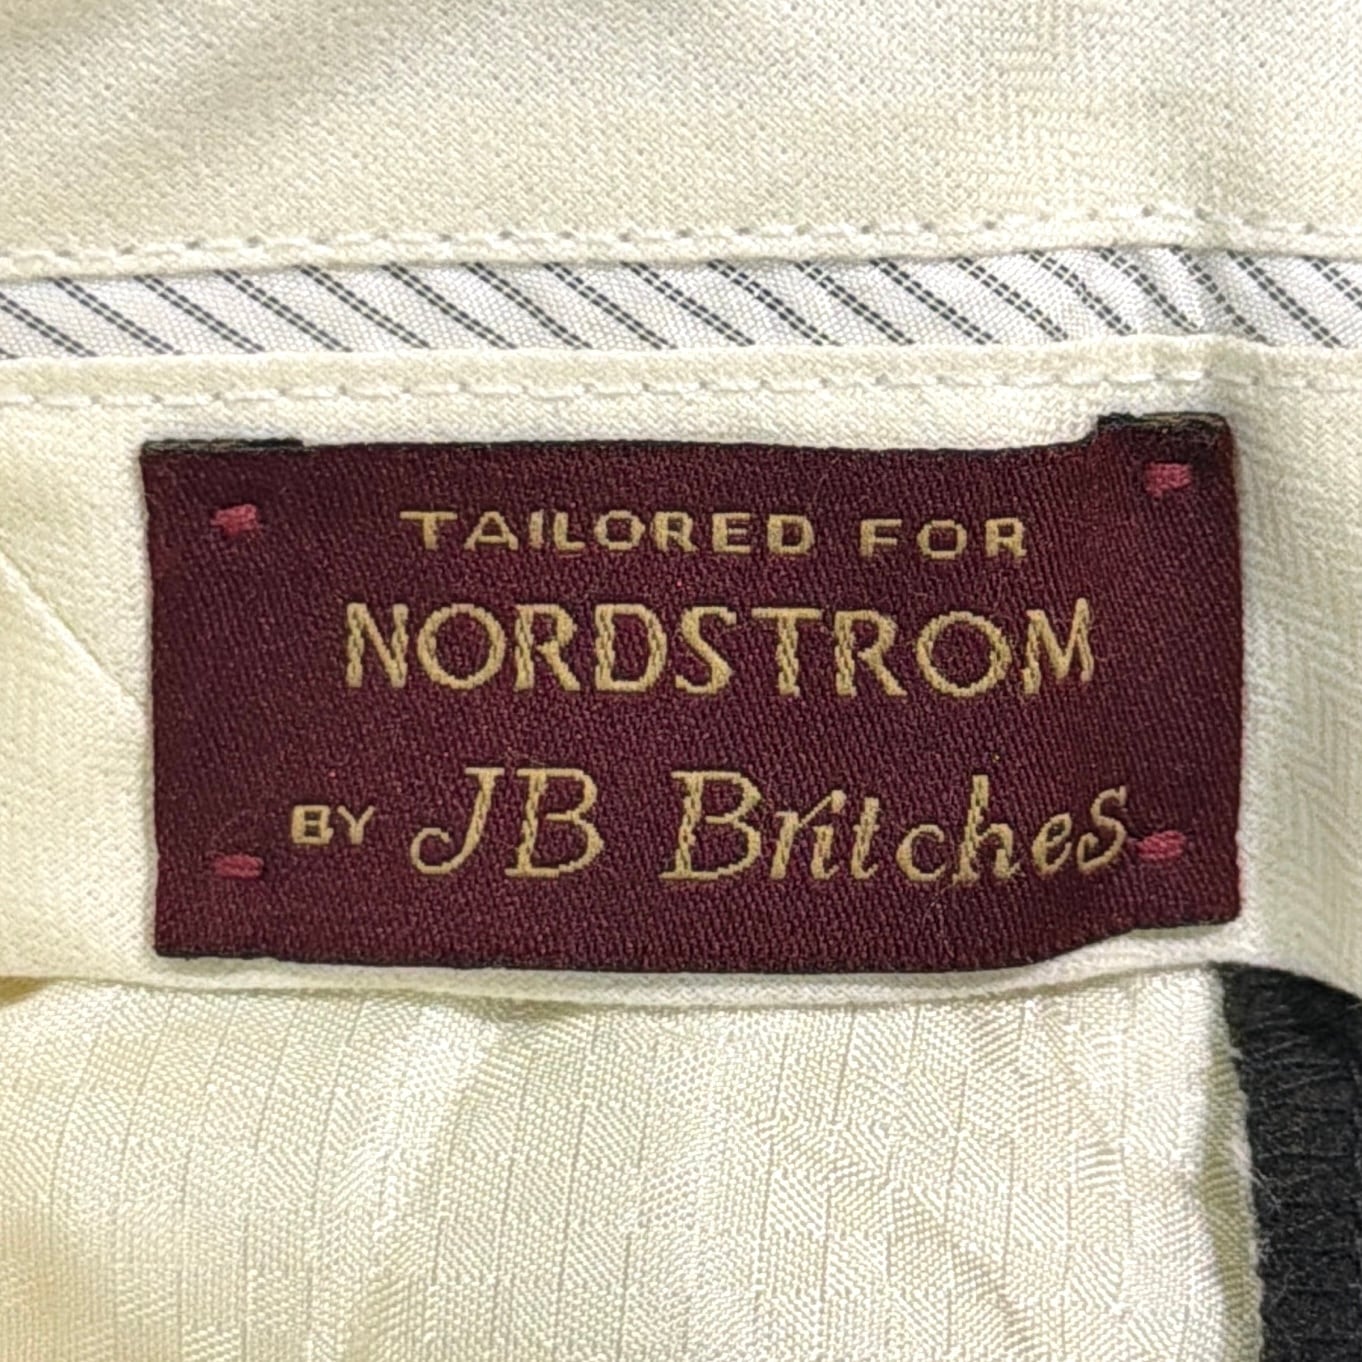 TAILORED FOR
NORDSTROM
BY JB Britches